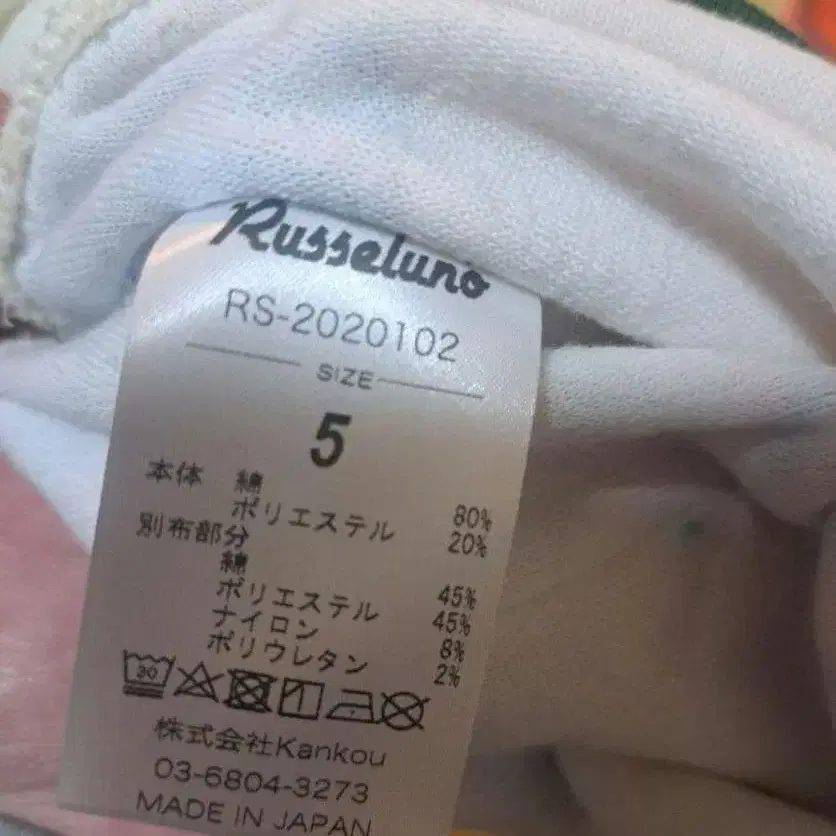 Russeluno
RS-2020102
SIZE
5
本体 綿 80%
ポリエステル 20%
別布部分
綿 45%
ポリエステル 45%
ナイロン 8%
ポリウレタン 2%
30
株式会社Kankou
03-6804-3273
MADE IN JAPAN